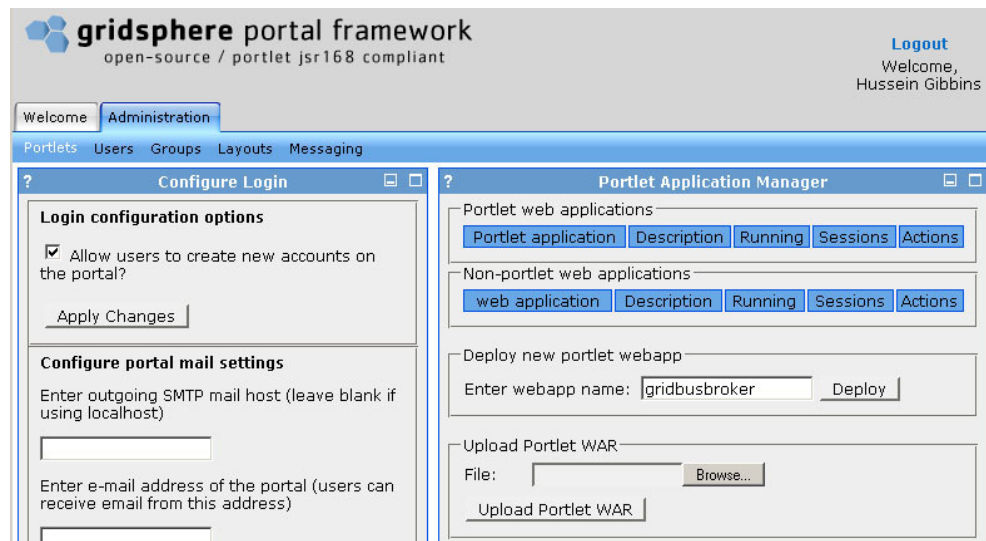 gridsphere portal framework
open-source / portlet jsr168 compliant
Logout
Welcome,
Hussein Gibbins
Welcome Administration
Portlets Users Groups Layouts Messaging
? Configure Login
Login configuration options
Allow users to create new accounts on
the portal?
Apply Changes
Configure portal mail settings
Enter outgoing SMTP mail host (leave blank if
using localhost)
Enter e-mail address of the portal (users can
receive email from this address)
? Portlet Application Manager
Portlet web applications
Portlet application Description Running Sessions Actions
Non-portlet web applications
web application Description Running Sessions Actions
Deploy new portlet webapp
Enter webapp name: gridbusbroker Deploy
Upload Portlet WAR
File: Browse...
Upload Portlet WAR